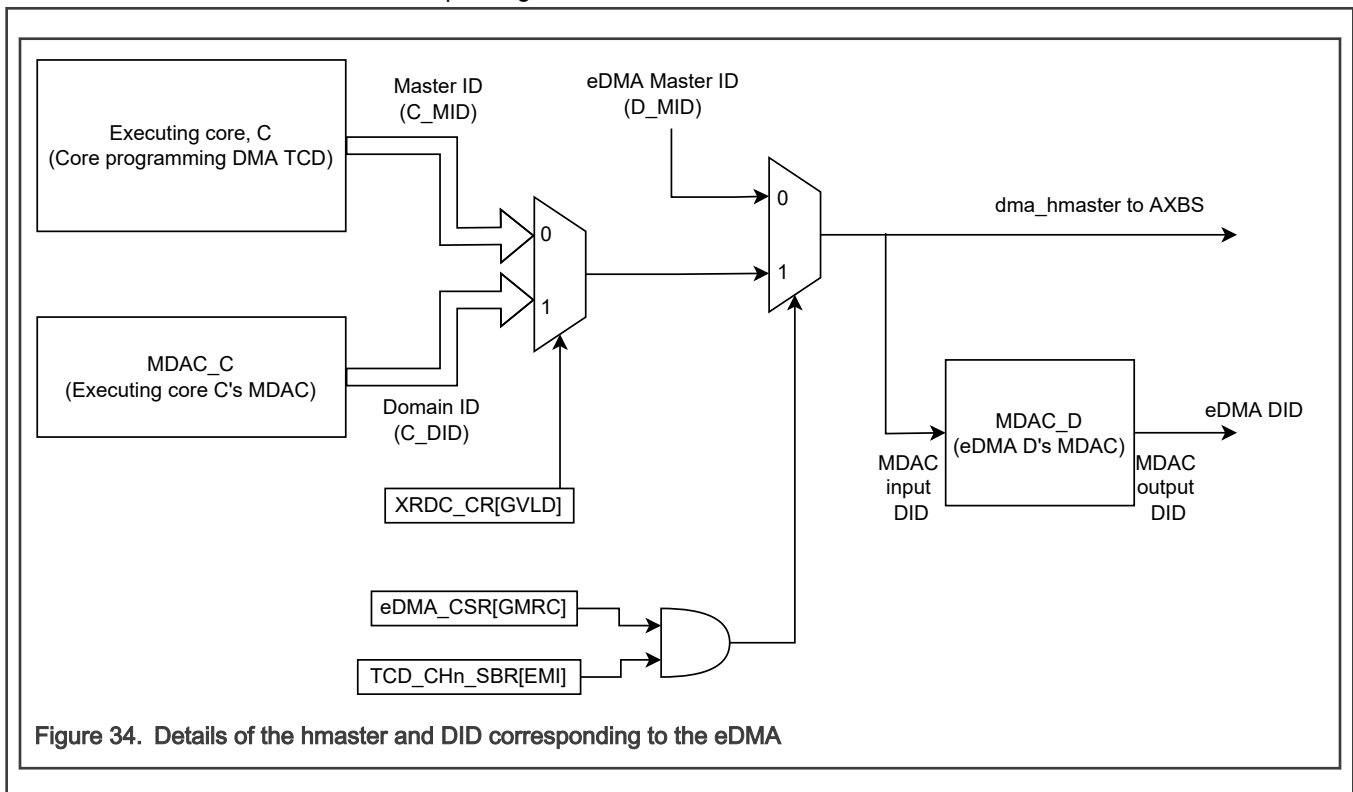 Master ID
(C_MID)
eDMA Master ID
(D_MID)
Executing core, C
(Core programming DMA TCD)
0
0
dma_hmaster to AXBS
1
1
MDAC_C
(Executing core C's MDAC)
Domain ID
(C_DID)
MDAC_D
(eDMA D's MDAC)
eDMA DID
MDAC
input
DID
MDAC
output
DID
XRDC_CR[GVLD]
eDMA_CSR[GMRC]
TCD_CHn_SBR[EMI]
Figure 34. Details of the hmaster and DID corresponding to the eDMA